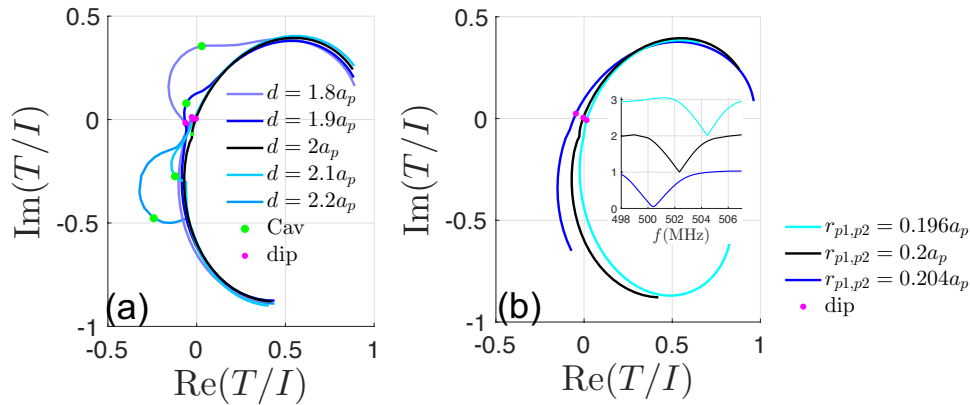 0.5
0
-0.5
-1
Im(T/I)
-0.5
0
0.5
1
Re(T/I)
(a)
d = 1.8a_p
d = 1.9a_p
d = 2a_p
d = 2.1a_p
d = 2.2a_p
Cav
dip
0.5
0
-0.5
-1
Im(T/I)
-0.5
0
0.5
1
Re(T/I)
(b)
3
2
1
0
498 500 502 504 506
f(MHz)
r_{p1,p2} = 0.196a_p
r_{p1,p2} = 0.2a_p
r_{p1,p2} = 0.204a_p
dip